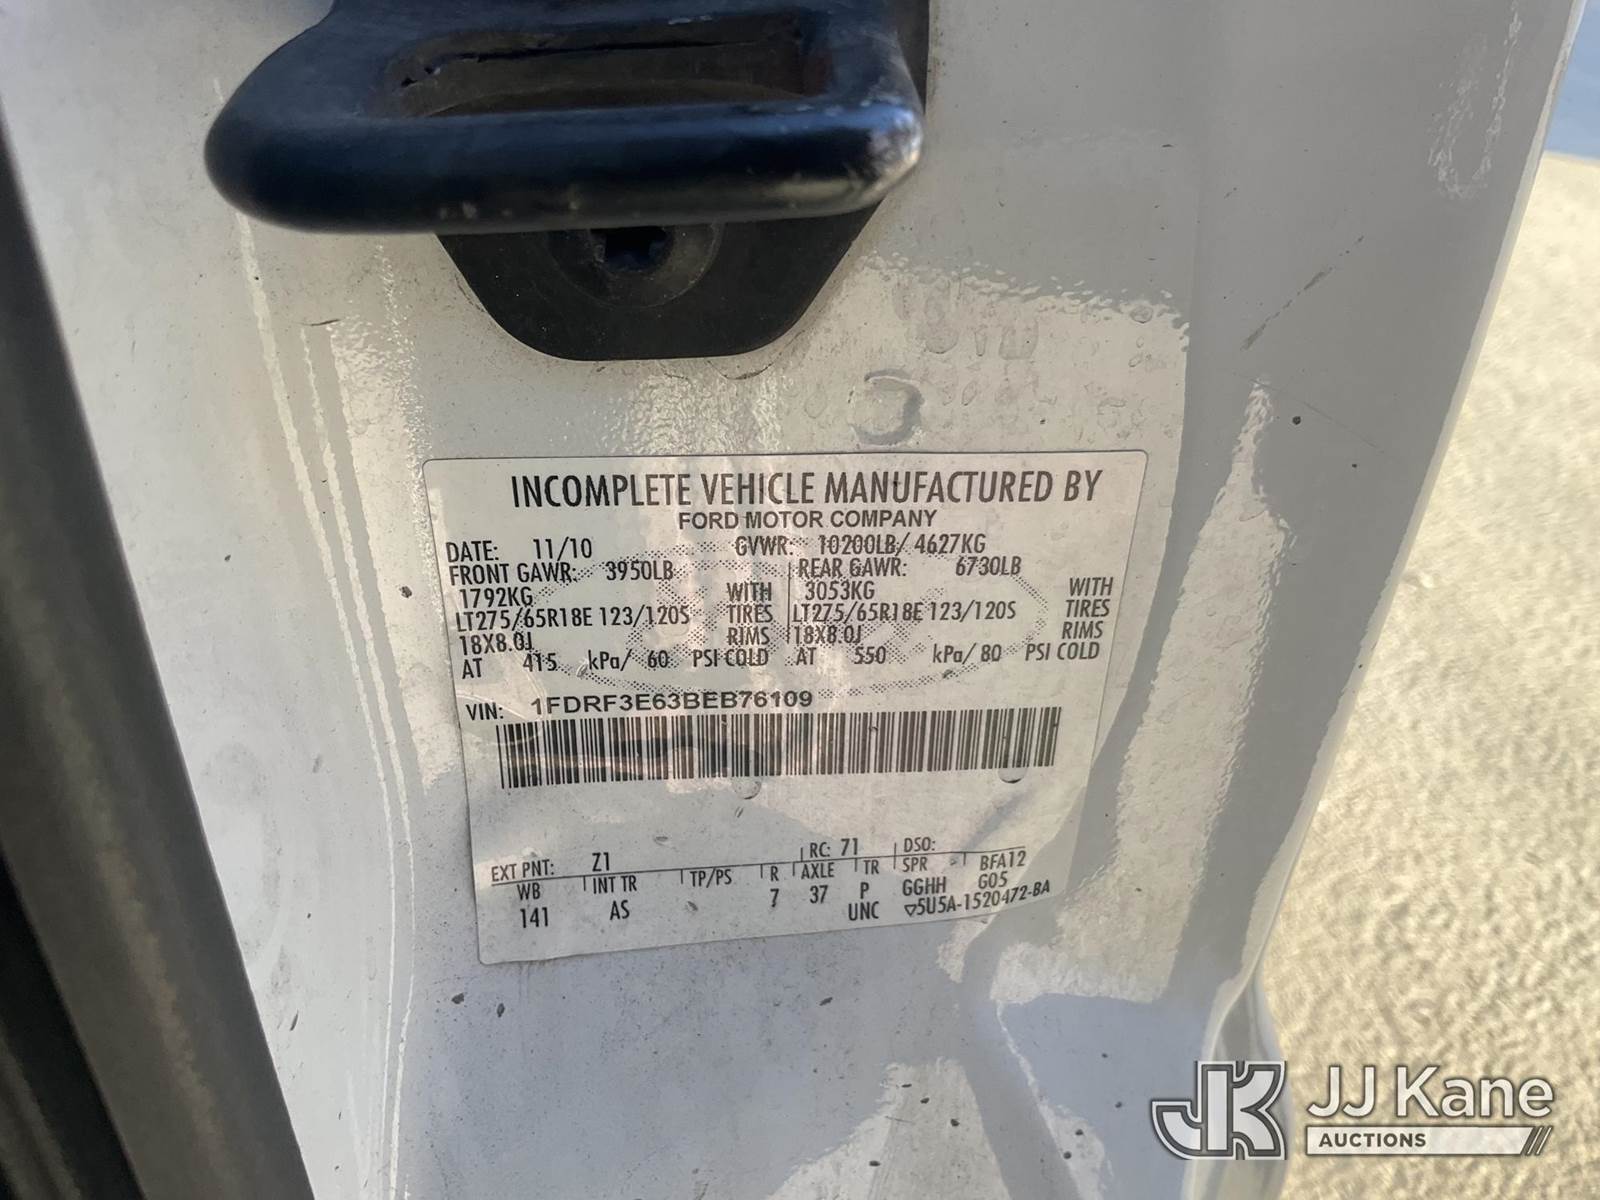 INCOMPLETE VEHICLE MANUFACTURED BY
FORD MOTOR COMPANY
DATE: 11/10 GVWR: 10200LB/ 4627KG
FRONT GAWR: 3950LB REAR GAWR: 6730LB
1792KG WITH 3053KG WITH
LT275/65R18E 123/120S TIRES LT275/65R18E 123/120S TIRES
18X8.0J RIMS 18X8.0J RIMS
AT 415 kPa/ 60 PSI COLD AT 550 kPa/ 80 PSI COLD
VIN: 1FDRF3E63BEB76109
EXT PNT: Z1 RC: 71 DSO:
WB INT TR TP/PS R AXLE TR SPR BFA12
141 AS 7 37 P GGHH G05
UNC ▽5U5A-1520472-BA
JK JJ Kane
AUCTIONS